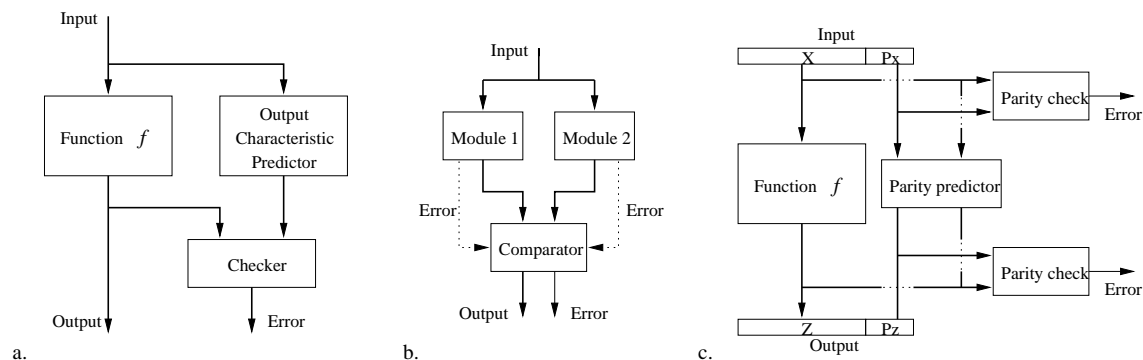 Input
Function f
Output
Characteristic
Predictor
Checker
Output
Error
a.
Input
Module 1
Module 2
Error
Error
Comparator
Output
Error
b.
Input
X
Px
Parity check
Error
Function f
Parity predictor
Parity check
Error
Z
Pz
Output
c.